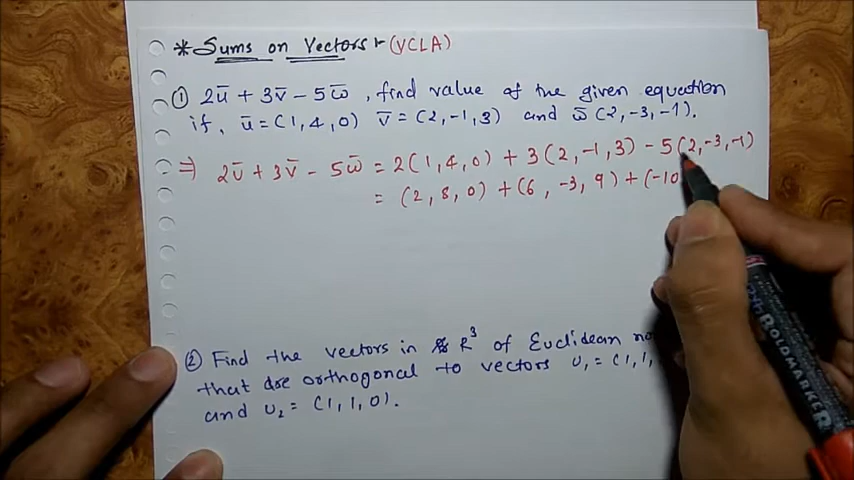 * Sums on Vectors :- (VCLA)
① 2ū + 3v̄ - 5w̄ , find value of the given equation
if, ū = (1, 4, 0) v̄ = (2, -1, 3) and w̄ (2, -3, -1).
⇒ 2ū + 3v̄ - 5w̄ = 2(1, 4, 0) + 3(2, -1, 3) - 5(2, -3, -1)
= (2, 8, 0) + (6, -3, 9) + (-10
② Find the vectors in R³ of Euclidean
that are orthogonal to vectors u₁ = (1, 1,
and u₂ = (1, 1, 0).
GOLDMARK